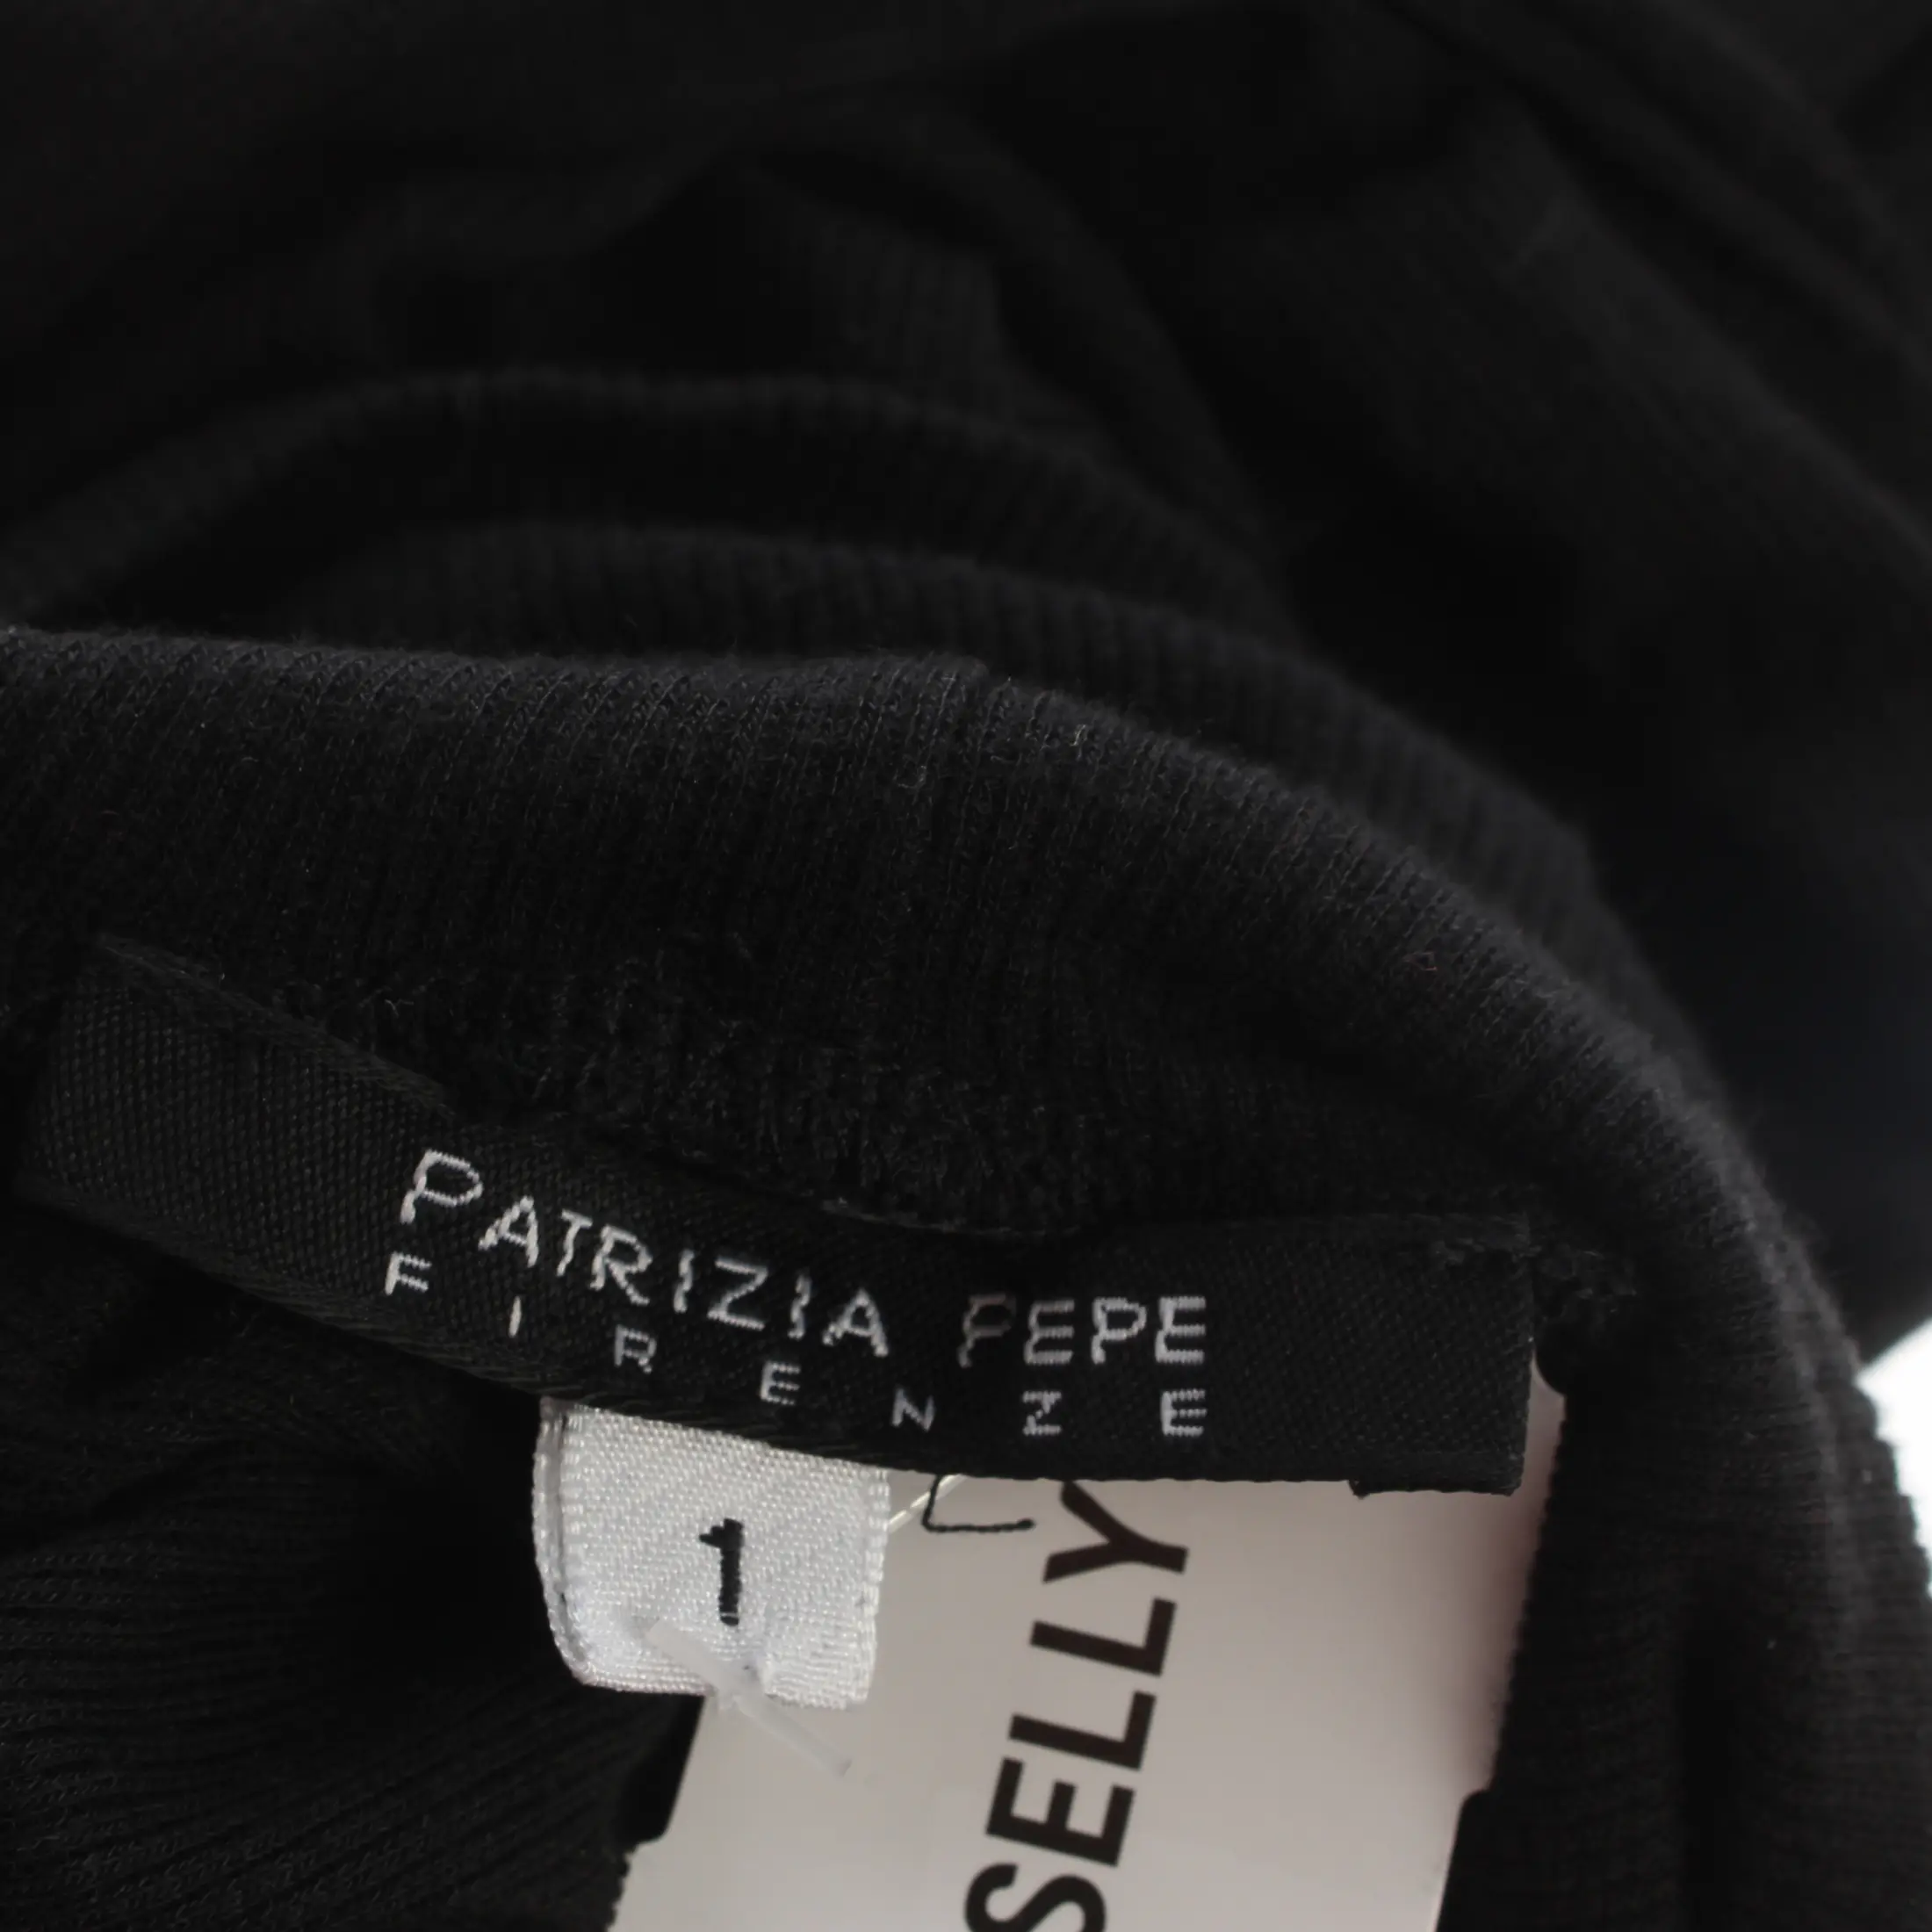 PATRIZIA PEPE
FIRENZE
1
SELLY